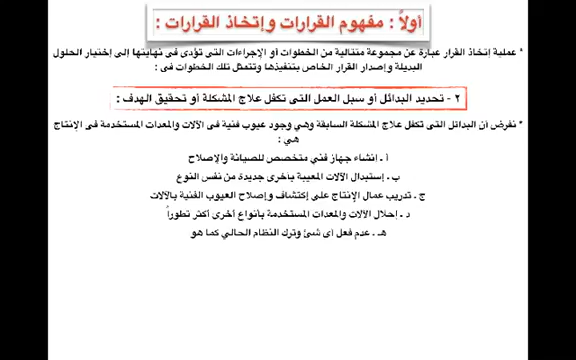 أولاً : مفهوم القرارات وإتخاذ القرارات :
* عملية إتخاذ القرار عبارة عن مجموعة متتالية من الخطوات أو الإجراءات التى تؤدى فى نهايتها إلى إختيار الحلول
البديلة وإصدار القرار الخاص بتنفيذها وتتمثل تلك الخطوات فى :
٢ - تحديد البدائل أو سبل العمل التى تكفل علاج المشكلة أو تحقيق الهدف :
* نفرض أن البدائل التى تكفل علاج المشكلة السابقة وهي وجود عيوب فنية فى الآلات والمعدات المستخدمة فى الإنتاج
هي :
أ ـ إنشاء جهاز فني متخصص للصيانة والإصلاح
ب ـ إستبدال الآلات المعيبة بأخرى جديدة من نفس النوع
ج ـ تدريب عمال الإنتاج على إكتشاف وإصلاح العيوب الفنية بالآلات
د ـ إحلال الآلات والمعدات المستخدمة بأنواع أخرى أكثر تطوراً
هـ ـ عدم فعل أى شئ وترك النظام الحالي كما هو